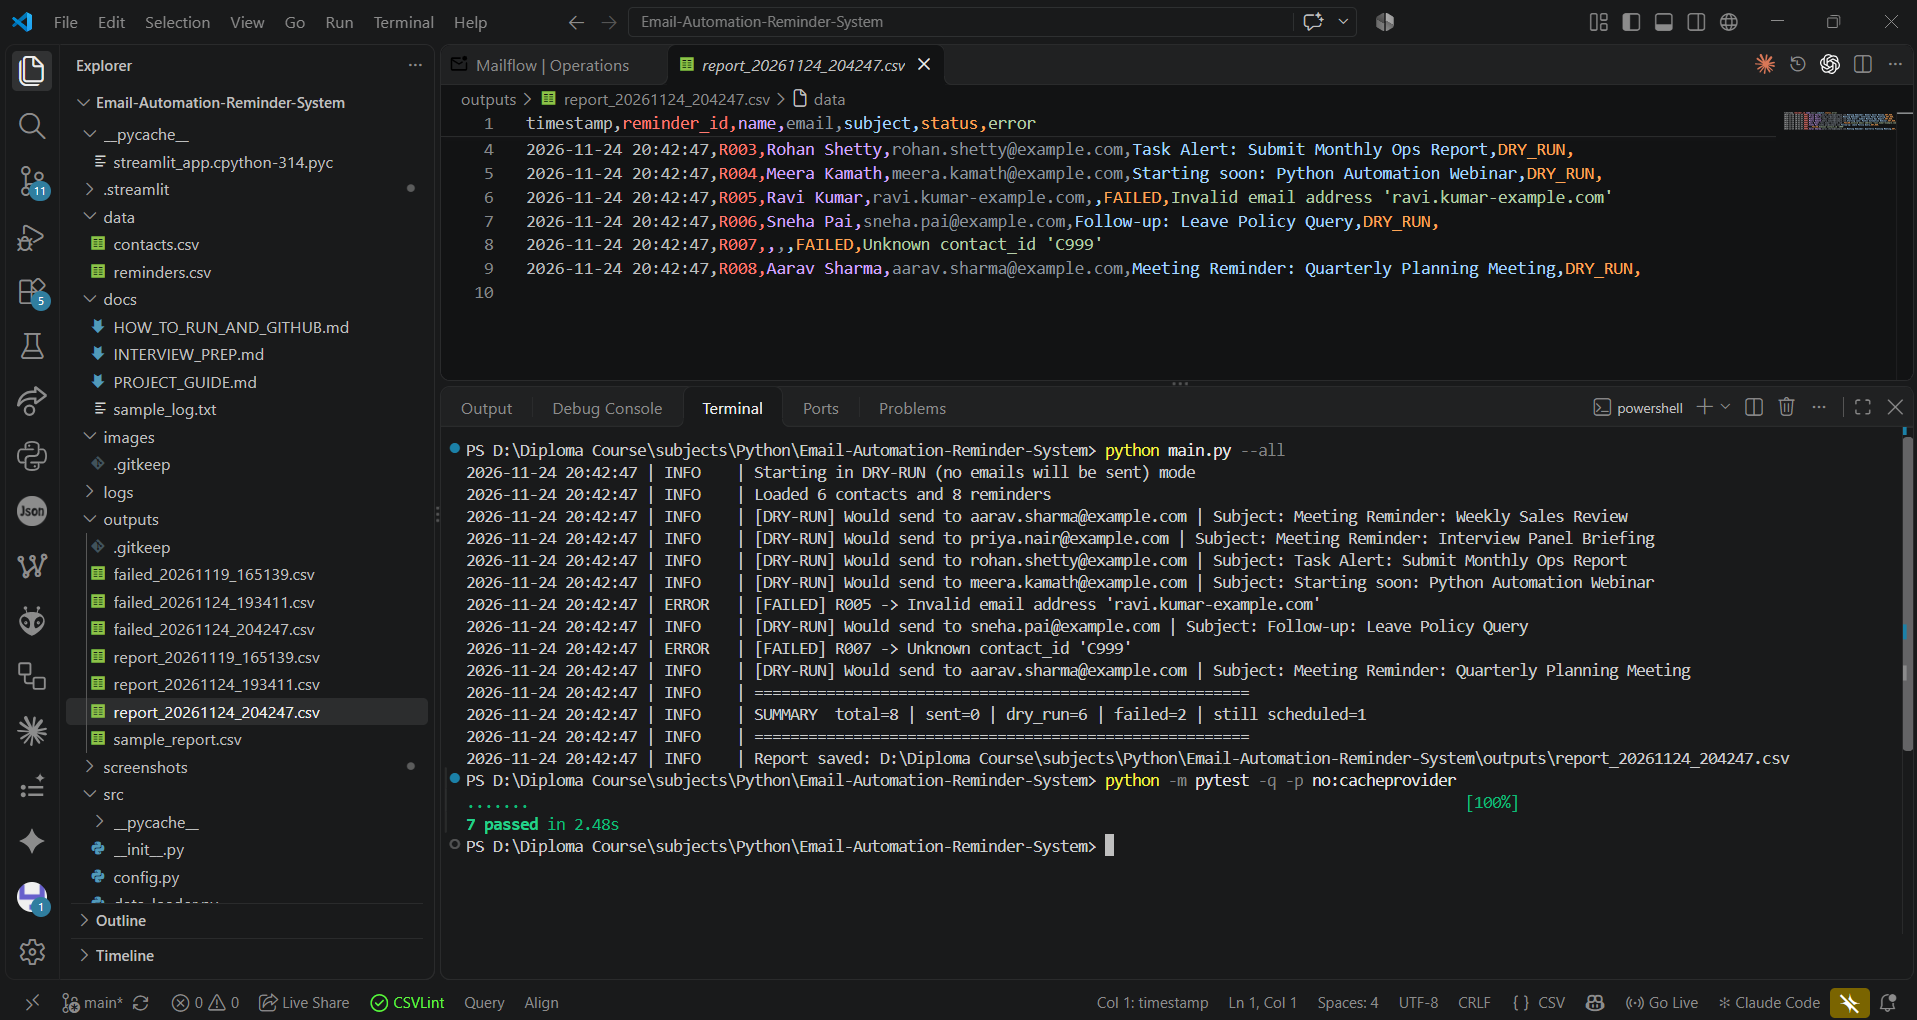 File Edit Selection View Go Run Terminal Help
Email-Automation-Reminder-System
Explorer
Email-Automation-Reminder-System
__pycache__
streamlit_app.cpython-314.pyc
.streamlit
data
contacts.csv
reminders.csv
docs
HOW_TO_RUN_AND_GITHUB.md
INTERVIEW_PREP.md
PROJECT_GUIDE.md
sample_log.txt
images
.gitkeep
logs
outputs
.gitkeep
failed_20261119_165139.csv
failed_20261124_193411.csv
failed_20261124_204247.csv
report_20261119_165139.csv
report_20261124_193411.csv
report_20261124_204247.csv
sample_report.csv
screenshots
src
__pycache__
__init__.py
config.py
Outline
Timeline
11
5
Json
1
Mailflow | Operations
report_20261124_204247.csv
outputs > report_20261124_204247.csv > data
1 timestamp,reminder_id,name,email,subject,status,error
4 2026-11-24 20:42:47,R003,Rohan Shetty,rohan.shetty@example.com,Task Alert: Submit Monthly Ops Report,DRY_RUN,
5 2026-11-24 20:42:47,R004,Meera Kamath,meera.kamath@example.com,Starting soon: Python Automation Webinar,DRY_RUN,
6 2026-11-24 20:42:47,R005,Ravi Kumar,ravi.kumar-example.com,,FAILED,Invalid email address 'ravi.kumar-example.com'
7 2026-11-24 20:42:47,R006,Sneha Pai,sneha.pai@example.com,Follow-up: Leave Policy Query,DRY_RUN,
8 2026-11-24 20:42:47,R007,,,,FAILED,Unknown contact_id 'C999'
9 2026-11-24 20:42:47,R008,Aarav Sharma,aarav.sharma@example.com,Meeting Reminder: Quarterly Planning Meeting,DRY_RUN,
10
Output Debug Console Terminal Ports Problems
powershell
PS D:\Diploma Course\subjects\Python\Email-Automation-Reminder-System> python main.py --all
2026-11-24 20:42:47 | INFO | Starting in DRY-RUN (no emails will be sent) mode
2026-11-24 20:42:47 | INFO | Loaded 6 contacts and 8 reminders
2026-11-24 20:42:47 | INFO | [DRY-RUN] Would send to aarav.sharma@example.com | Subject: Meeting Reminder: Weekly Sales Review
2026-11-24 20:42:47 | INFO | [DRY-RUN] Would send to priya.nair@example.com | Subject: Meeting Reminder: Interview Panel Briefing
2026-11-24 20:42:47 | INFO | [DRY-RUN] Would send to rohan.shetty@example.com | Subject: Task Alert: Submit Monthly Ops Report
2026-11-24 20:42:47 | INFO | [DRY-RUN] Would send to meera.kamath@example.com | Subject: Starting soon: Python Automation Webinar
2026-11-24 20:42:47 | ERROR | [FAILED] R005 -> Invalid email address 'ravi.kumar-example.com'
2026-11-24 20:42:47 | INFO | [DRY-RUN] Would send to sneha.pai@example.com | Subject: Follow-up: Leave Policy Query
2026-11-24 20:42:47 | ERROR | [FAILED] R007 -> Unknown contact_id 'C999'
2026-11-24 20:42:47 | INFO | [DRY-RUN] Would send to aarav.sharma@example.com | Subject: Meeting Reminder: Quarterly Planning Meeting
2026-11-24 20:42:47 | INFO | =======================================================
2026-11-24 20:42:47 | INFO | SUMMARY total=8 | sent=0 | dry_run=6 | failed=2 | still scheduled=1
2026-11-24 20:42:47 | INFO | =======================================================
2026-11-24 20:42:47 | INFO | Report saved: D:\Diploma Course\subjects\Python\Email-Automation-Reminder-System\outputs\report_20261124_204247.csv
PS D:\Diploma Course\subjects\Python\Email-Automation-Reminder-System> python -m pytest -q -p no:cacheprovider
....... [100%]
7 passed in 2.48s
PS D:\Diploma Course\subjects\Python\Email-Automation-Reminder-System>
main* 0 0 Live Share CSVLint Query Align Col 1: timestamp Ln 1, Col 1 Spaces: 4 UTF-8 CRLF {} CSV Go Live Claude Code